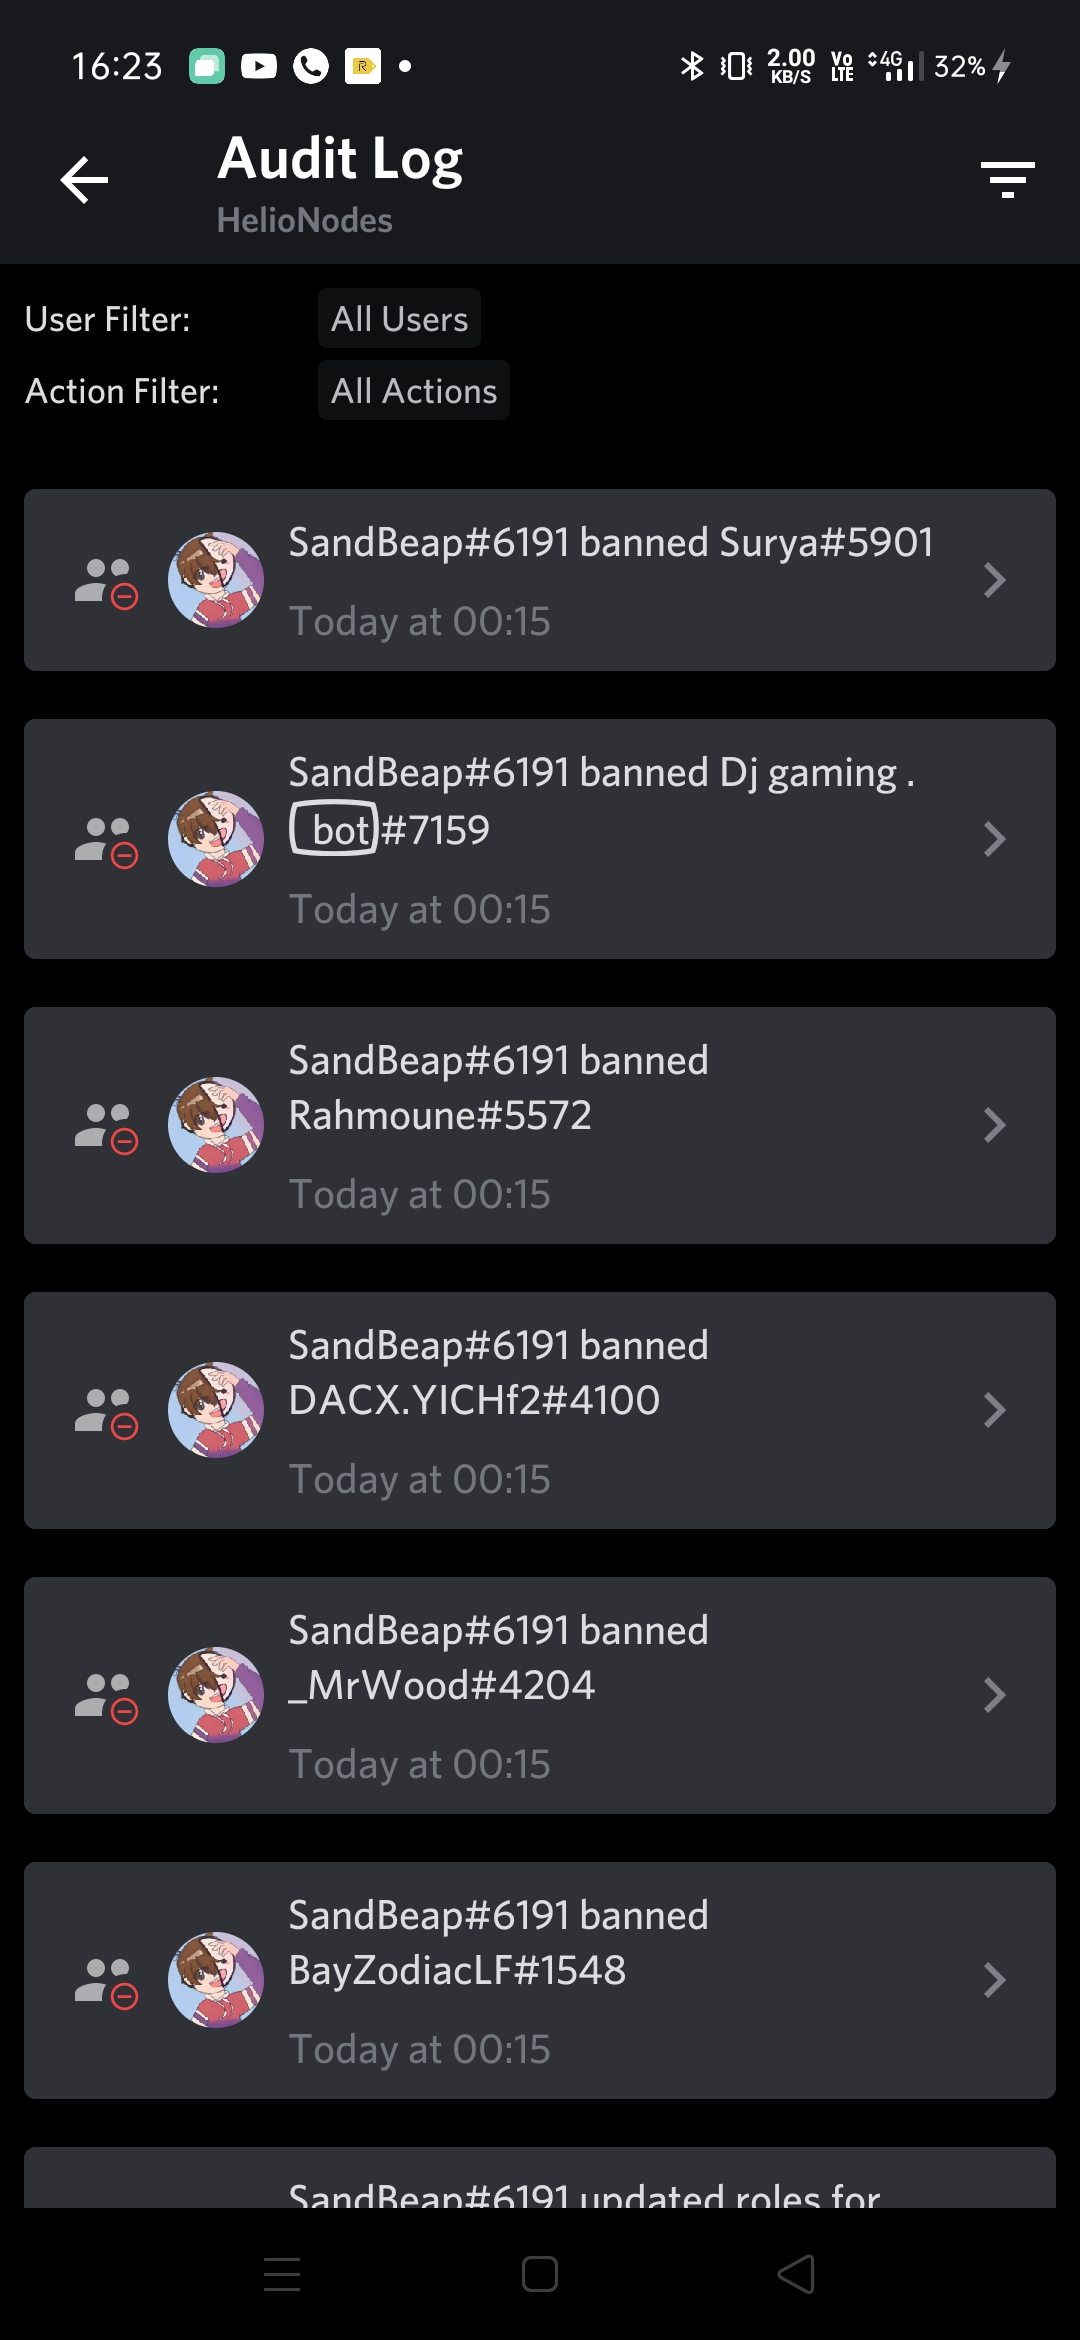 16:23
2.00 KB/S
Vo LTE
4G
32%
Audit Log
HelioNodes
User Filter: All Users
Action Filter: All Actions
SandBeap#6191 banned Surya#5901
Today at 00:15
SandBeap#6191 banned Dj gaming .
bot#7159
Today at 00:15
SandBeap#6191 banned
Rahmoune#5572
Today at 00:15
SandBeap#6191 banned
DACX.YICHf2#4100
Today at 00:15
SandBeap#6191 banned
_MrWood#4204
Today at 00:15
SandBeap#6191 banned
BayZodiacLF#1548
Today at 00:15
SandBeap#6191 updated roles for